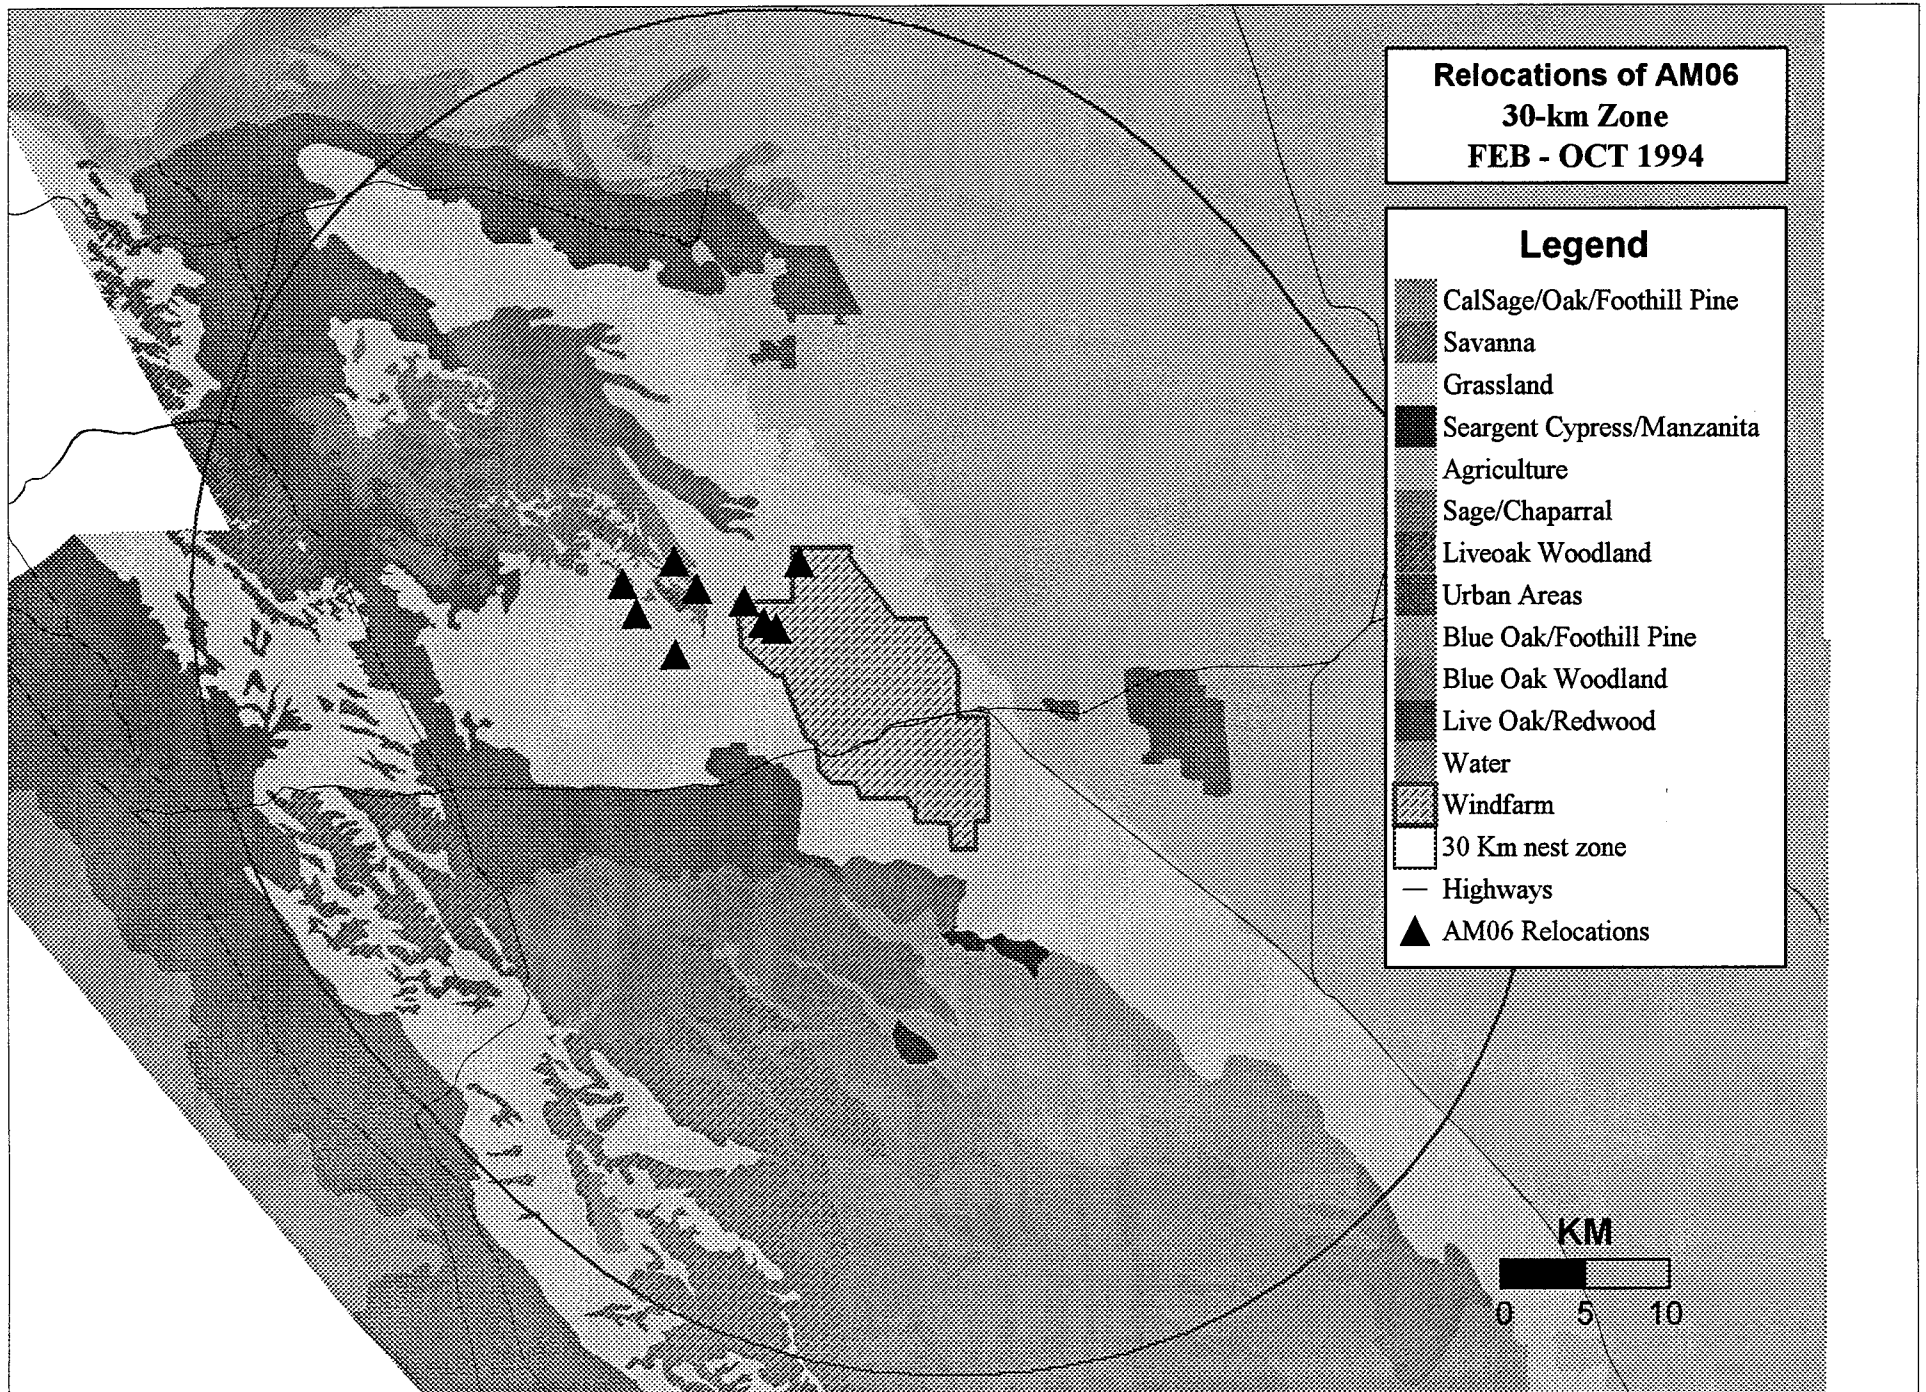 Relocations of AM06
30-km Zone
FEB - OCT 1994
Legend
CalSage/Oak/Foothill Pine
Savanna
Grassland
Seargent Cypress/Manzanita
Agriculture
Sage/Chaparral
Liveoak Woodland
Urban Areas
Blue Oak/Foothill Pine
Blue Oak Woodland
Live Oak/Redwood
Water
Windfarm
30 Km nest zone
Highways
AM06 Relocations
KM
0 5 10